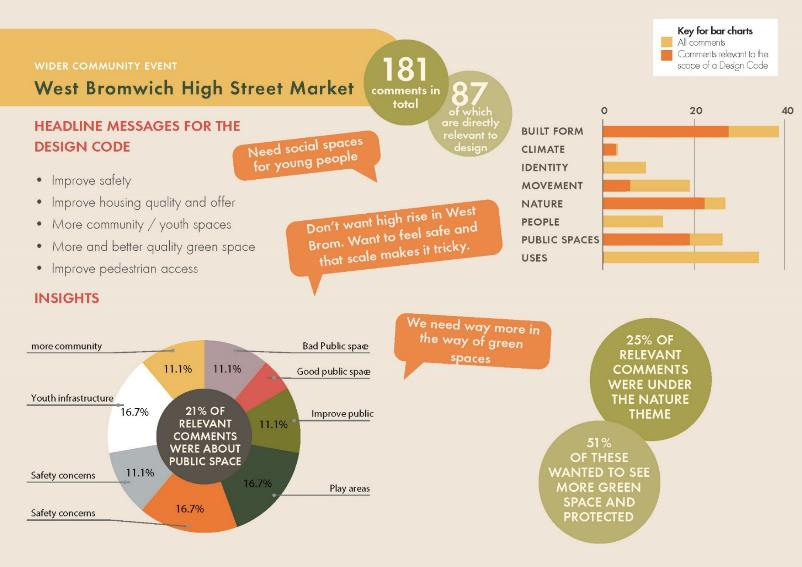 WIDER COMMUNITY EVENT
West Bromwich High Street Market
181
comments in
total
87
of which
are directly
relevant to
design
Key for bar charts
All comments
Comments relevant to the
scope of a Design Code
HEADLINE MESSAGES FOR THE
DESIGN CODE
• Improve safety
• Improve housing quality and offer
• More community / youth spaces
• More and better quality green space
• Improve pedestrian access
Need social spaces
for young people
Don't want high rise in West
Brom. Want to feel safe and
that scale makes it tricky.
We need way more in
the way of green
spaces
0 20 40
BUILT FORM
CLIMATE
IDENTITY
MOVEMENT
NATURE
PEOPLE
PUBLIC SPACES
USES
INSIGHTS
more community
Bad Public space
Good public space
Improve public
Play areas
Youth infrastructure
Safety concerns
Safety concerns
11.1%
11.1%
11.1%
16.7%
16.7%
11.1%
16.7%
21% OF
RELEVANT
COMMENTS
WERE ABOUT
PUBLIC SPACE
25% OF
RELEVANT
COMMENTS
WERE UNDER
THE NATURE
THEME
51%
OF THESE
WANTED TO SEE
MORE GREEN
SPACE AND
PROTECTED